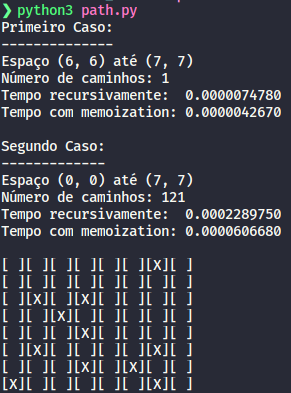 ❯ python3 path.py
Primeiro Caso:
--------------
Espaço (6, 6) até (7, 7)
Número de caminhos: 1
Tempo recursivamente:  0.0000074780
Tempo com memoization: 0.0000042670

Segundo Caso:
-------------
Espaço (0, 0) até (7, 7)
Número de caminhos: 121
Tempo recursivamente:  0.0002289750
Tempo com memoization: 0.0000606680

[ ][ ][ ][ ][ ][ ][X][ ]
[ ][ ][ ][ ][ ][ ][ ][ ]
[ ][X][ ][X][ ][ ][ ][ ]
[ ][ ][X][ ][ ][ ][ ][ ]
[ ][ ][ ][X][ ][ ][ ][ ]
[ ][X][ ][ ][ ][ ][X][ ]
[ ][ ][ ][X][ ][X][ ][ ]
[X][ ][ ][ ][ ][ ][X][ ]